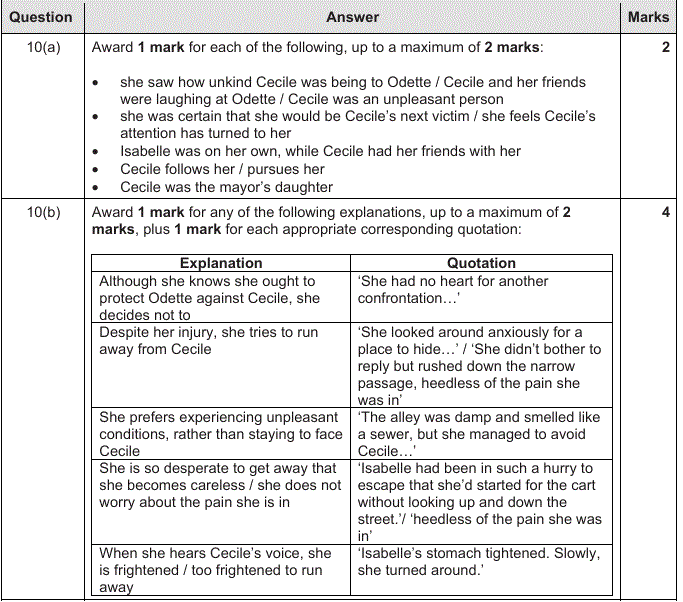 Question Answer Marks
10(a) Award 1 mark for each of the following, up to a maximum of 2 marks: 2
• she saw how unkind Cecile was being to Odette / Cecile and her friends
were laughing at Odette / Cecile was an unpleasant person
• she was certain that she would be Cecile's next victim / she feels Cecile's
attention has turned to her
• Isabelle was on her own, while Cecile had her friends with her
• Cecile follows her / pursues her
• Cecile was the mayor's daughter
10(b) Award 1 mark for any of the following explanations, up to a maximum of 2 4
marks, plus 1 mark for each appropriate corresponding quotation:
Explanation Quotation
Although she knows she ought to 'She had no heart for another
protect Odette against Cecile, she confrontation…'
decides not to
Despite her injury, she tries to run 'She looked around anxiously for a
away from Cecile place to hide…' / 'She didn't bother to
reply but rushed down the narrow
passage, heedless of the pain she
was in'
She prefers experiencing unpleasant 'The alley was damp and smelled like
conditions, rather than staying to face a sewer, but she managed to avoid
Cecile Cecile…'
She is so desperate to get away that 'Isabelle had been in such a hurry to
she becomes careless / she does not escape that she'd started for the cart
worry about the pain she is in without looking up and down the
street.'/ 'heedless of the pain she was
in'
When she hears Cecile's voice, she 'Isabelle's stomach tightened. Slowly,
is frightened / too frightened to run she turned around.'
away